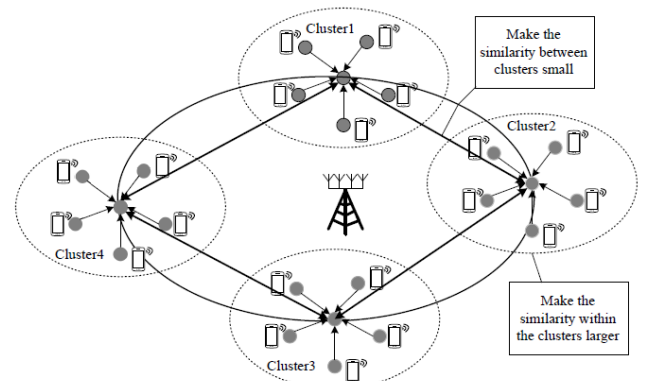 Cluster1
Make the
similarity between
clusters small
Cluster2
Cluster4
Cluster3
Make the
similarity within
the clusters larger